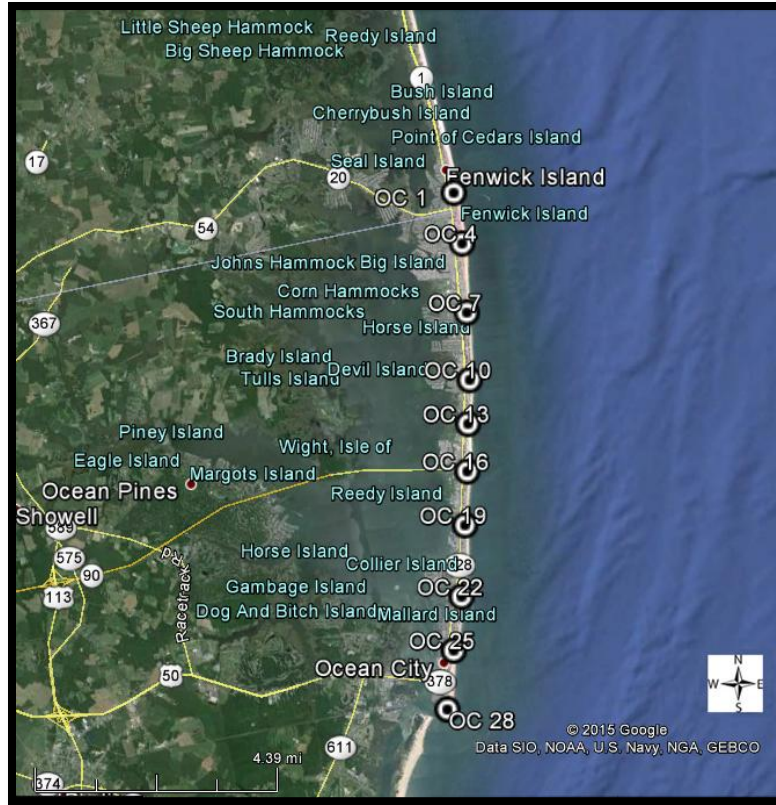 Little Sheep Hammock
Reedy Island
Big Sheep Hammock
1
Bush Island
Cherrybush Island
Point of Cedars Island
17
Seal Island
20
Fenwick Island
OC 1
Fenwick Island
54
OC 4
Johns Hammock Big Island
Corn Hammocks
OC 7
South Hammocks
367
Horse Island
Brady Island
Devil Island
OC 10
Tulls Island
OC 13
Piney Island
Wight, Isle of
Eagle Island
OC 16
Margots Island
Ocean Pines
Reedy Island
Showell
OC 19
589
575
Horse Island
Collier Island
28
90
Rd
Gambage Island
OC 22
113
Dog And Bitch Island
Mallard Island
Racetrack
OC 25
Ocean City
50
378
N
W E
S
OC 28
611
© 2015 Google
Data SIO, NOAA, U.S. Navy, NGA, GEBCO
4.39 mi
374